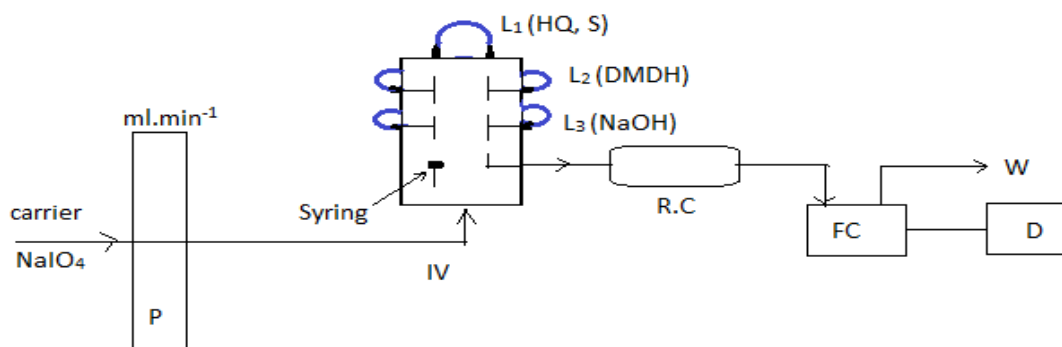 L₁ (HQ, S)
L₂ (DMDH)
ml.min⁻¹
L₃ (NaOH)
W
Syring
R.C
carrier
FC
D
NaIO₄
IV
P